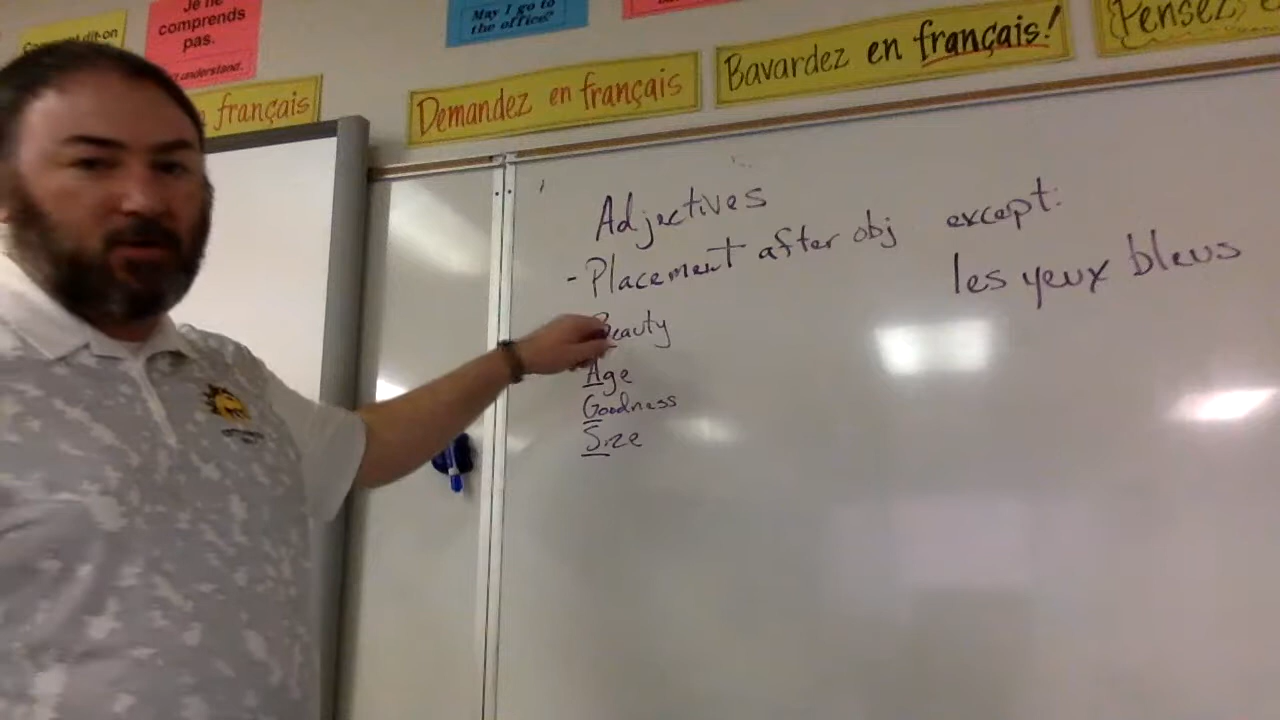 Je ne
comprends
pas.
understand.
May I go to
the office?
français
Demandez en français
Bavardez en français!
Pensez
Adjectives
- Placement after obj except:
les yeux bleus
Beauty
Age
Goodness
Size